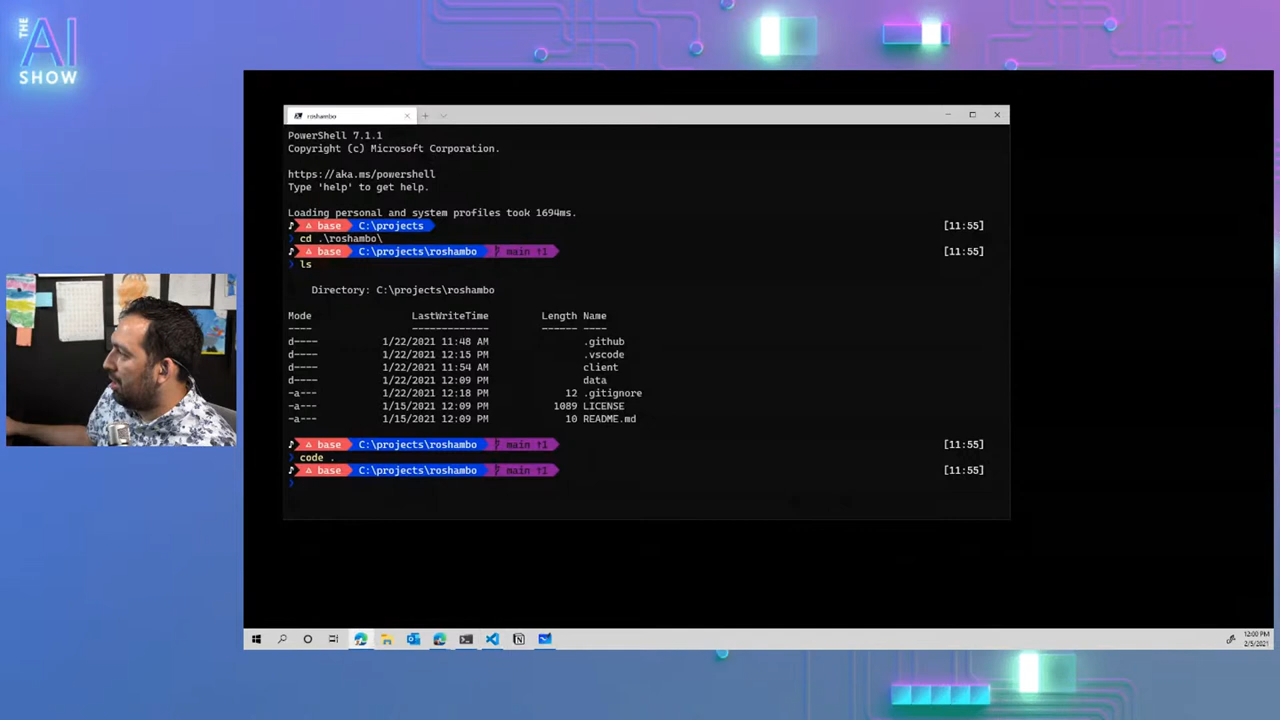 THE
AI
SHOW
roshambo
PowerShell 7.1.1
Copyright (c) Microsoft Corporation.
https://aka.ms/powershell
Type 'help' to get help.
Loading personal and system profiles took 1694ms.
base C:\projects [11:55]
cd .\roshambo\
base C:\projects\roshambo main ↑1 [11:55]
ls
Directory: C:\projects\roshambo
Mode LastWriteTime Length Name
---- ------------- ------ ----
d---- 1/22/2021 11:48 AM .github
d---- 1/22/2021 12:15 PM .vscode
d---- 1/22/2021 11:54 AM client
d---- 1/22/2021 12:09 PM data
-a--- 1/22/2021 12:18 PM 12 .gitignore
-a--- 1/15/2021 12:09 PM 1089 LICENSE
-a--- 1/15/2021 12:09 PM 10 README.md
base C:\projects\roshambo main ↑1 [11:55]
code .
base C:\projects\roshambo main ↑1 [11:55]
12:00 PM
2/5/2021